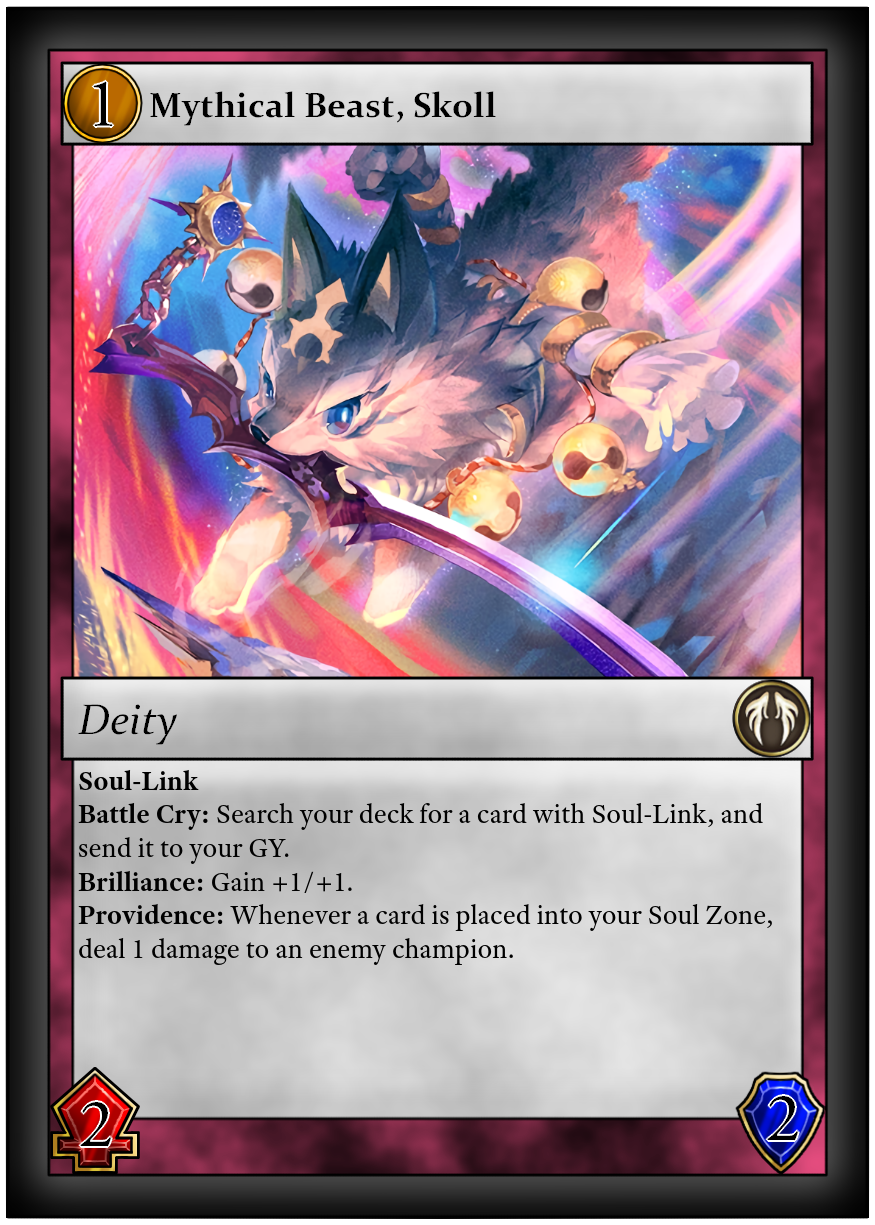 1
Mythical Beast, Skoll
Deity
Soul-Link
Battle Cry: Search your deck for a card with Soul-Link, and
send it to your GY.
Brilliance: Gain +1/+1.
Providence: Whenever a card is placed into your Soul Zone,
deal 1 damage to an enemy champion.
2
2